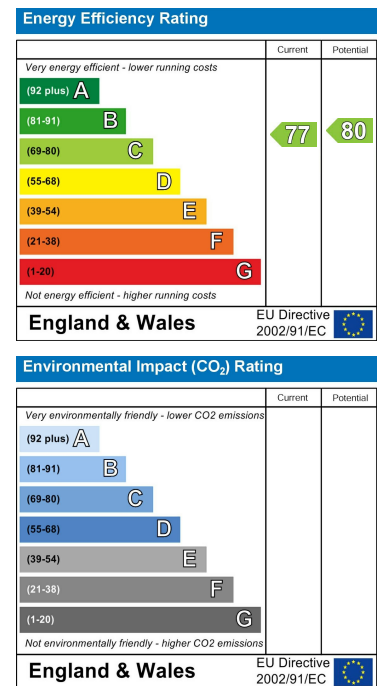 Energy Efficiency Rating
Current Potential
Very energy efficient - lower running costs
(92 plus) A
(81-91) B
(69-80) C
(55-68) D
(39-54) E
(21-38) F
(1-20) G
77
80
Not energy efficient - higher running costs
England & Wales
EU Directive
2002/91/EC
Environmental Impact (CO₂) Rating
Current Potential
Very environmentally friendly - lower CO2 emissions
(92 plus) A
(81-91) B
(69-80) C
(55-68) D
(39-54) E
(21-38) F
(1-20) G
Not environmentally friendly - higher CO2 emissions
England & Wales
EU Directive
2002/91/EC